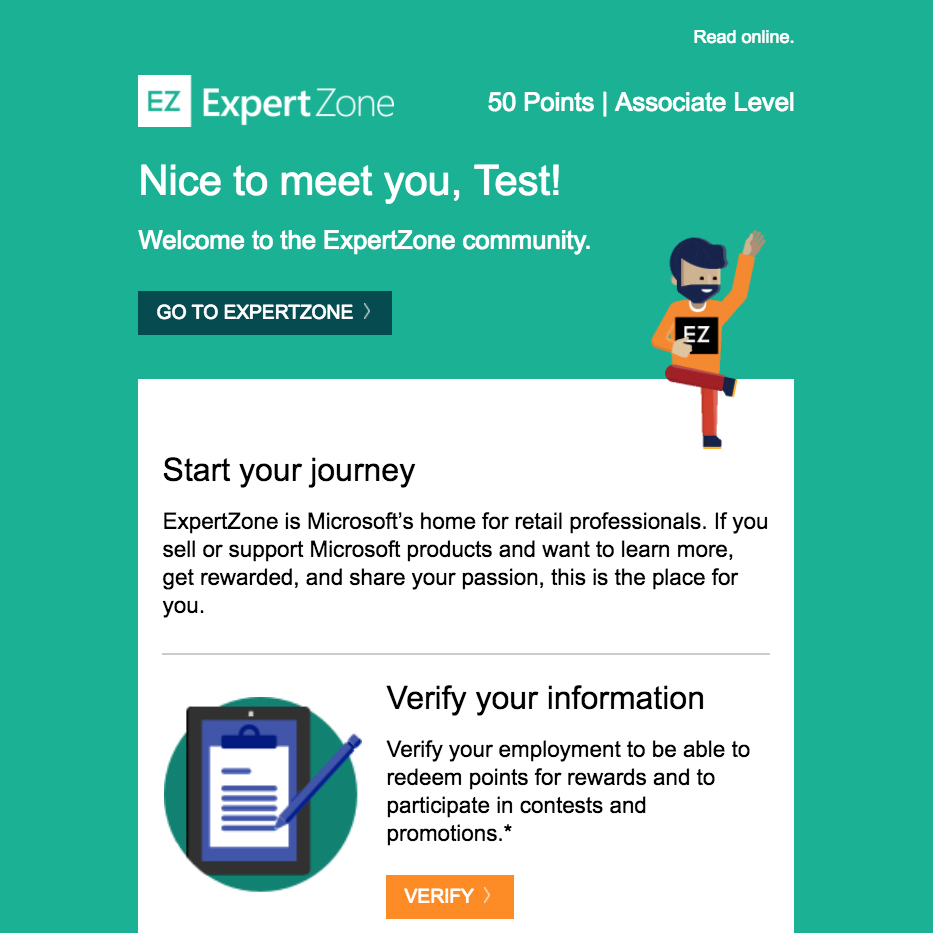 Read online.
EZ ExpertZone
50 Points | Associate Level
Nice to meet you, Test!
Welcome to the ExpertZone community.
GO TO EXPERTZONE 〉
EZ
Start your journey
ExpertZone is Microsoft’s home for retail professionals. If you
sell or support Microsoft products and want to learn more,
get rewarded, and share your passion, this is the place for
you.
Verify your information
Verify your employment to be able to
redeem points for rewards and to
participate in contests and
promotions.*
VERIFY 〉